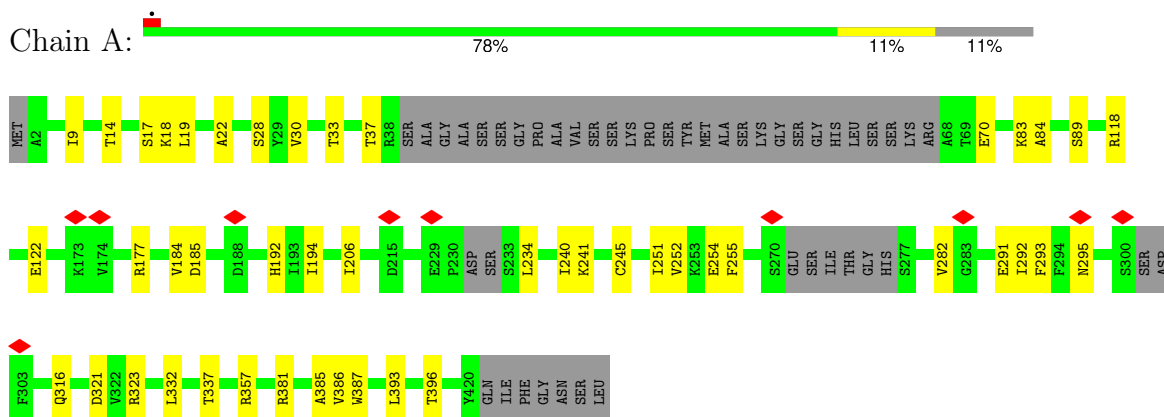 Chain A:
78% 11% 11%
MET A2 I9 T14 S17 K18 L19 A22 S28 Y29 V30 T33 T37 R38 SER ALA GLY ALA SER SER GLY PRO ALA VAL SER SER LYS PRO SER TYR MET ALA SER LYS GLY SER GLY HIS LEU SER SER LYS ARG A68 T69 E70 K83 A84 S89 R118
E122 K173 V174 R177 V184 D185 D188 H192 I193 I194 I206 D215 E229 P230 ASP SER S233 L234 I240 K241 C245 I251 V252 K253 E254 F255 S270 GLU SER ILE THR GLY HIS S277 V282 G283 E291 I292 F293 F294 N295 S300 SER ASP
F303 Q316 D321 V322 R323 L332 T337 R357 R381 A385 V386 W387 L393 T396 Y420 GLN ILE PHE GLY ASN SER LEU